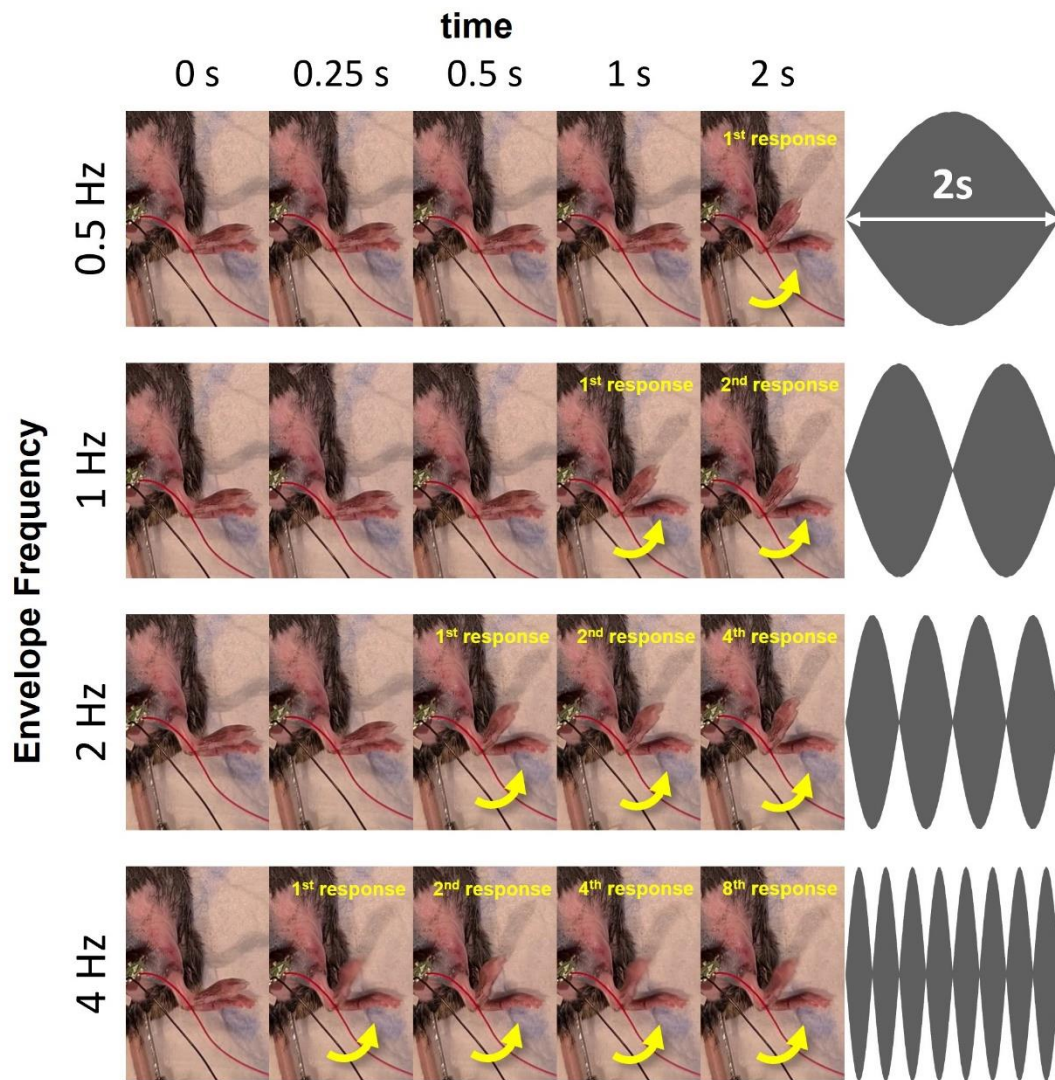 time
0 s 0.25 s 0.5 s 1 s 2 s
Envelope Frequency
0.5 Hz
1st response
2s
1 Hz
1st response 2nd response
2 Hz
1st response 2nd response 4th response
4 Hz
1st response 2nd response 4th response 8th response